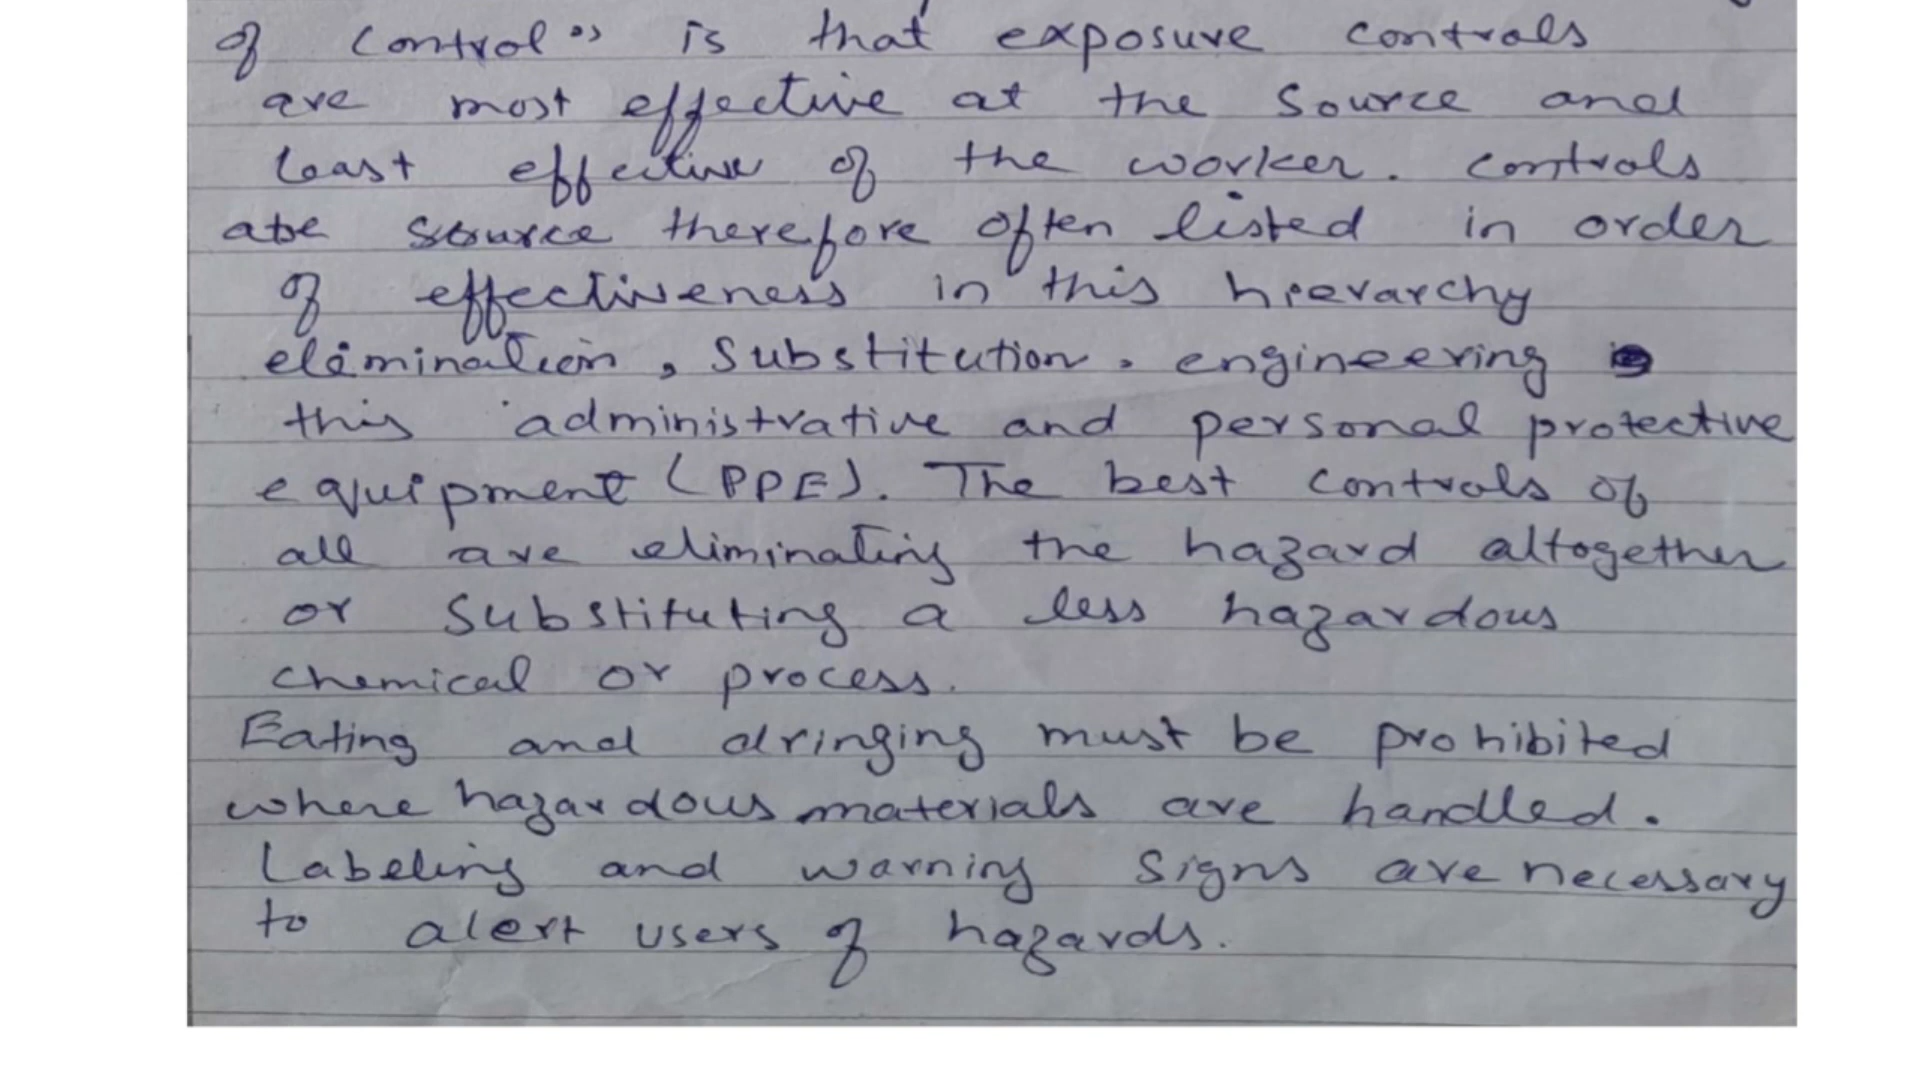 of control" is that exposure controls
are most effective at the source and
least effective of the worker. controls
ate source therefore often listed in order
of effectiveness in this hierarchy
elimination, substitution, engineering
this administrative and personal protective
equipment (PPE). The best controls of
all are eliminating the hazard altogether
or substituting a less hazardous
chemical or process.
Eating and dringing must be prohibited
where hazardous materials are handled.
Labeling and warning signs are necessary
to alert users of hazards.